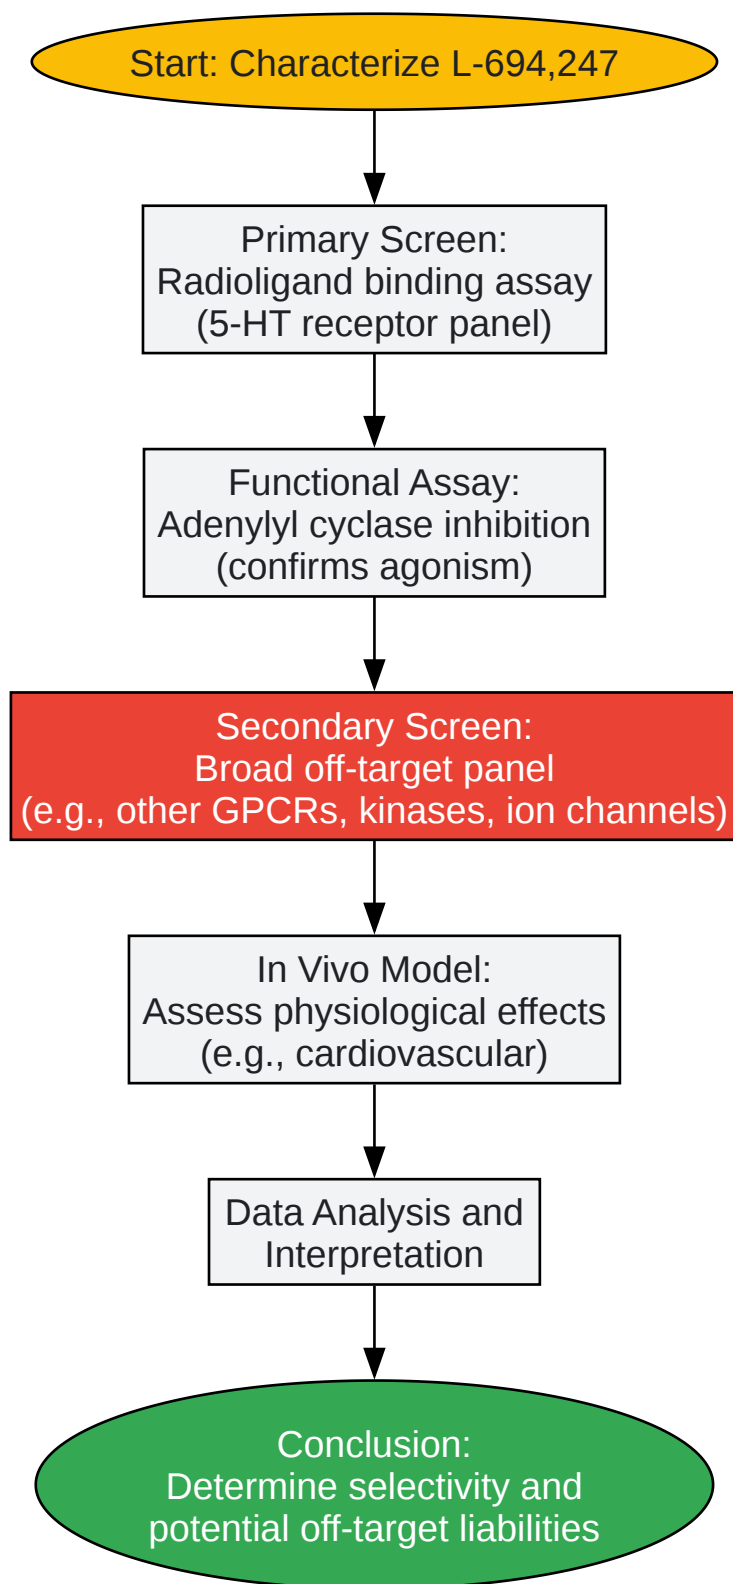 Start: Characterize L-694,247
Primary Screen:
Radioligand binding assay
(5-HT receptor panel)
Functional Assay:
Adenylyl cyclase inhibition
(confirms agonism)
Secondary Screen:
Broad off-target panel
(e.g., other GPCRs, kinases, ion channels)
In Vivo Model:
Assess physiological effects
(e.g., cardiovascular)
Data Analysis and
Interpretation
Conclusion:
Determine selectivity and
potential off-target liabilities